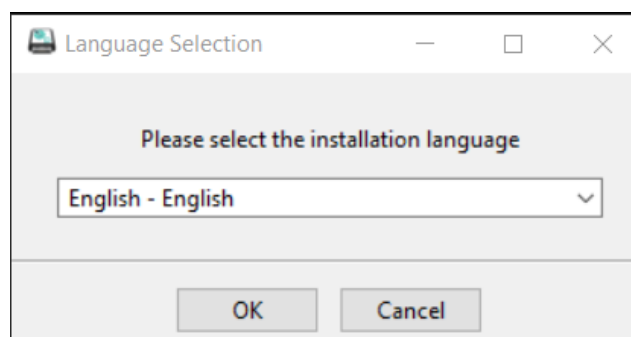 Language Selection
Please select the installation language
English - English
OK
Cancel